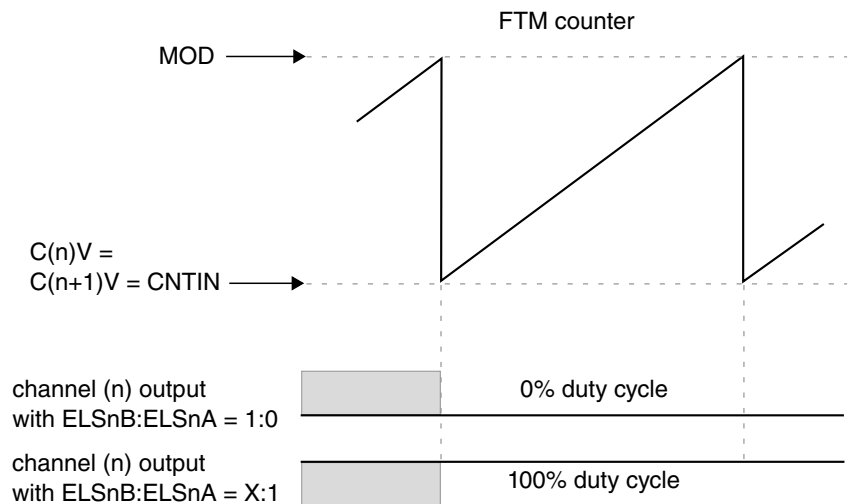 FTM counter
MOD
C(n)V =
C(n+1)V = CNTIN
channel (n) output
with ELSnB:ELSnA = 1:0
0% duty cycle
channel (n) output
with ELSnB:ELSnA = X:1
100% duty cycle